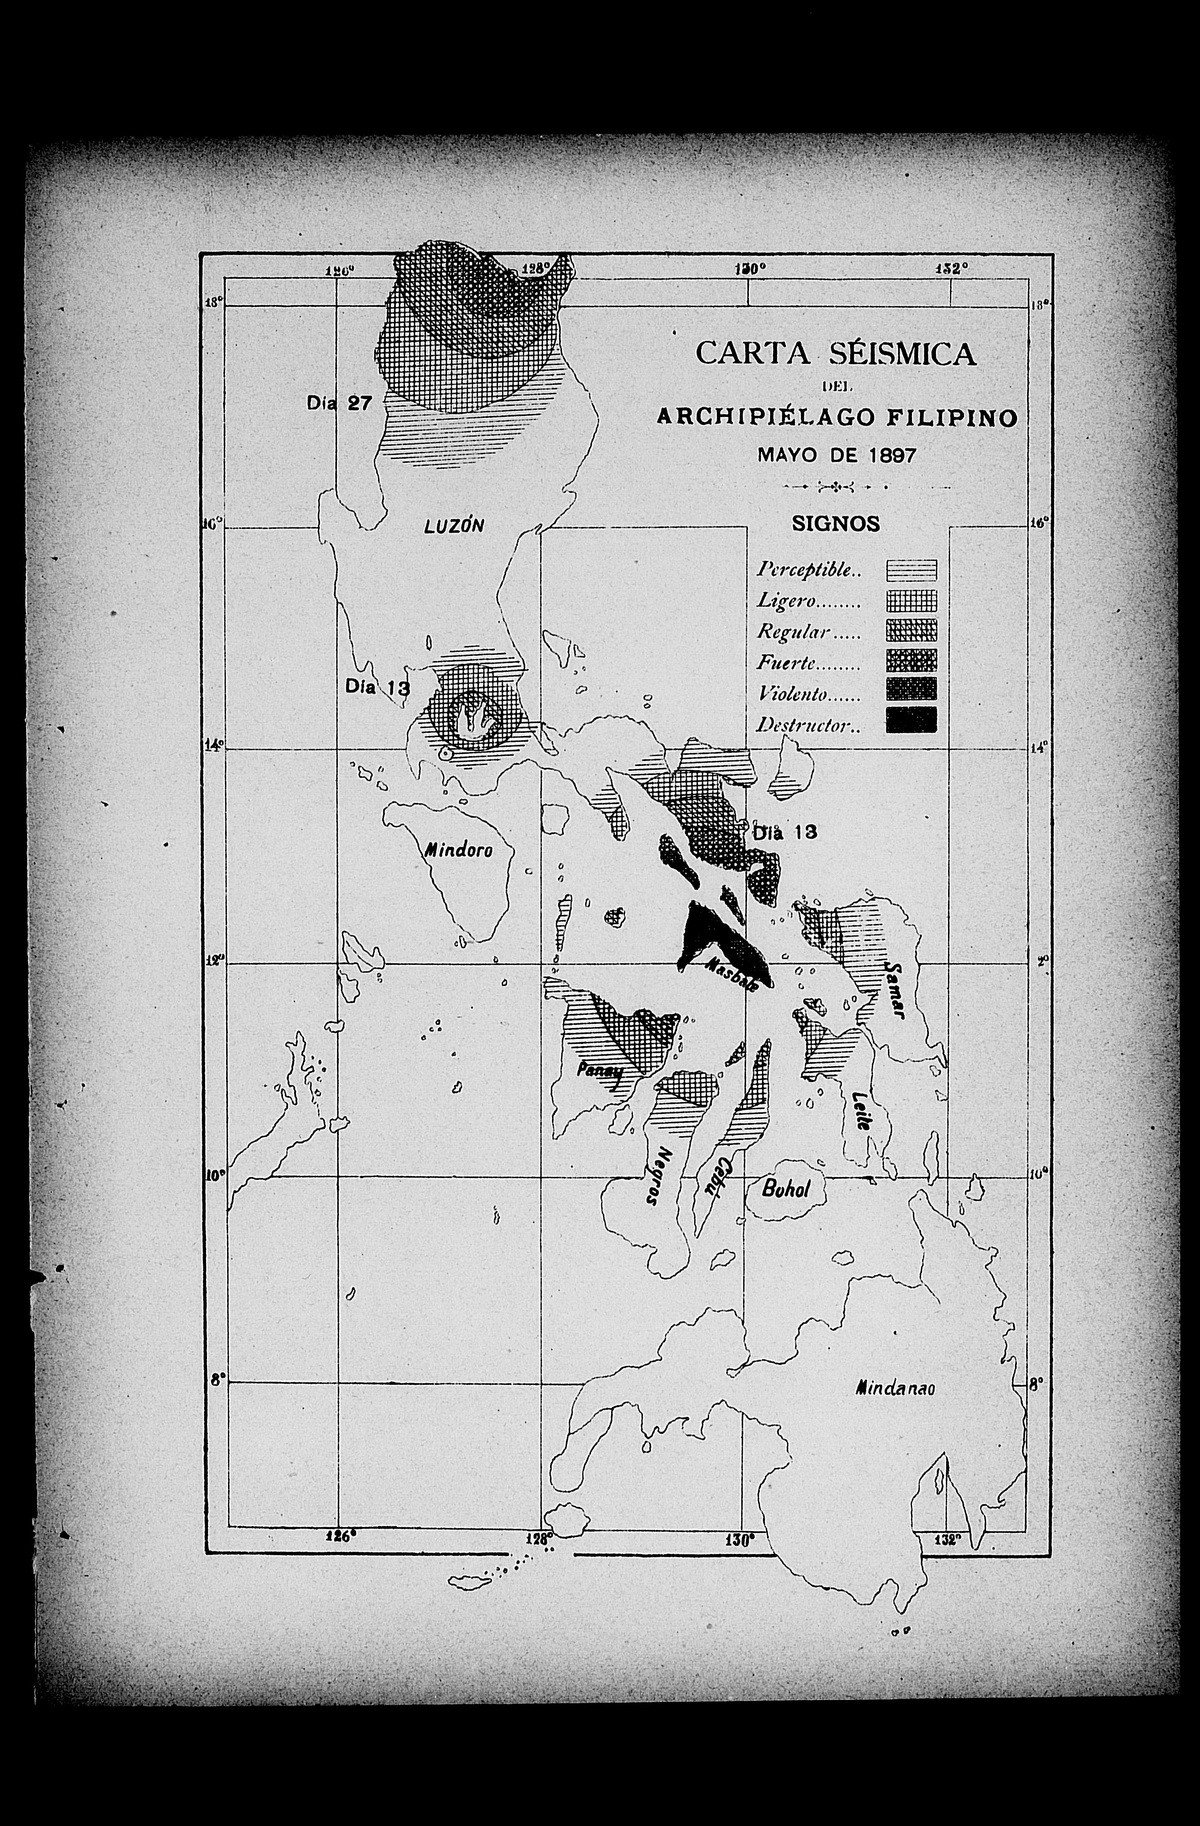 126° 128° 130° 132°
18° 18°
CARTA SÉISMICA
DEL
ARCHIPIÉLAGO FILIPINO
MAYO DE 1897
Día 27
LUZÓN
16° 16°
SIGNOS
Perceptible..
Ligero........
Regular.....
Fuerte........
Violento......
Destructor..
Día 13
14° 14°
Día 13
Mindoro
12° 2°
Masbate
Samar
Panay
Leite
Negros
Cebú
Bohol
10° 10°
8° 8°
Mindanao
126° 128° 130° 132°